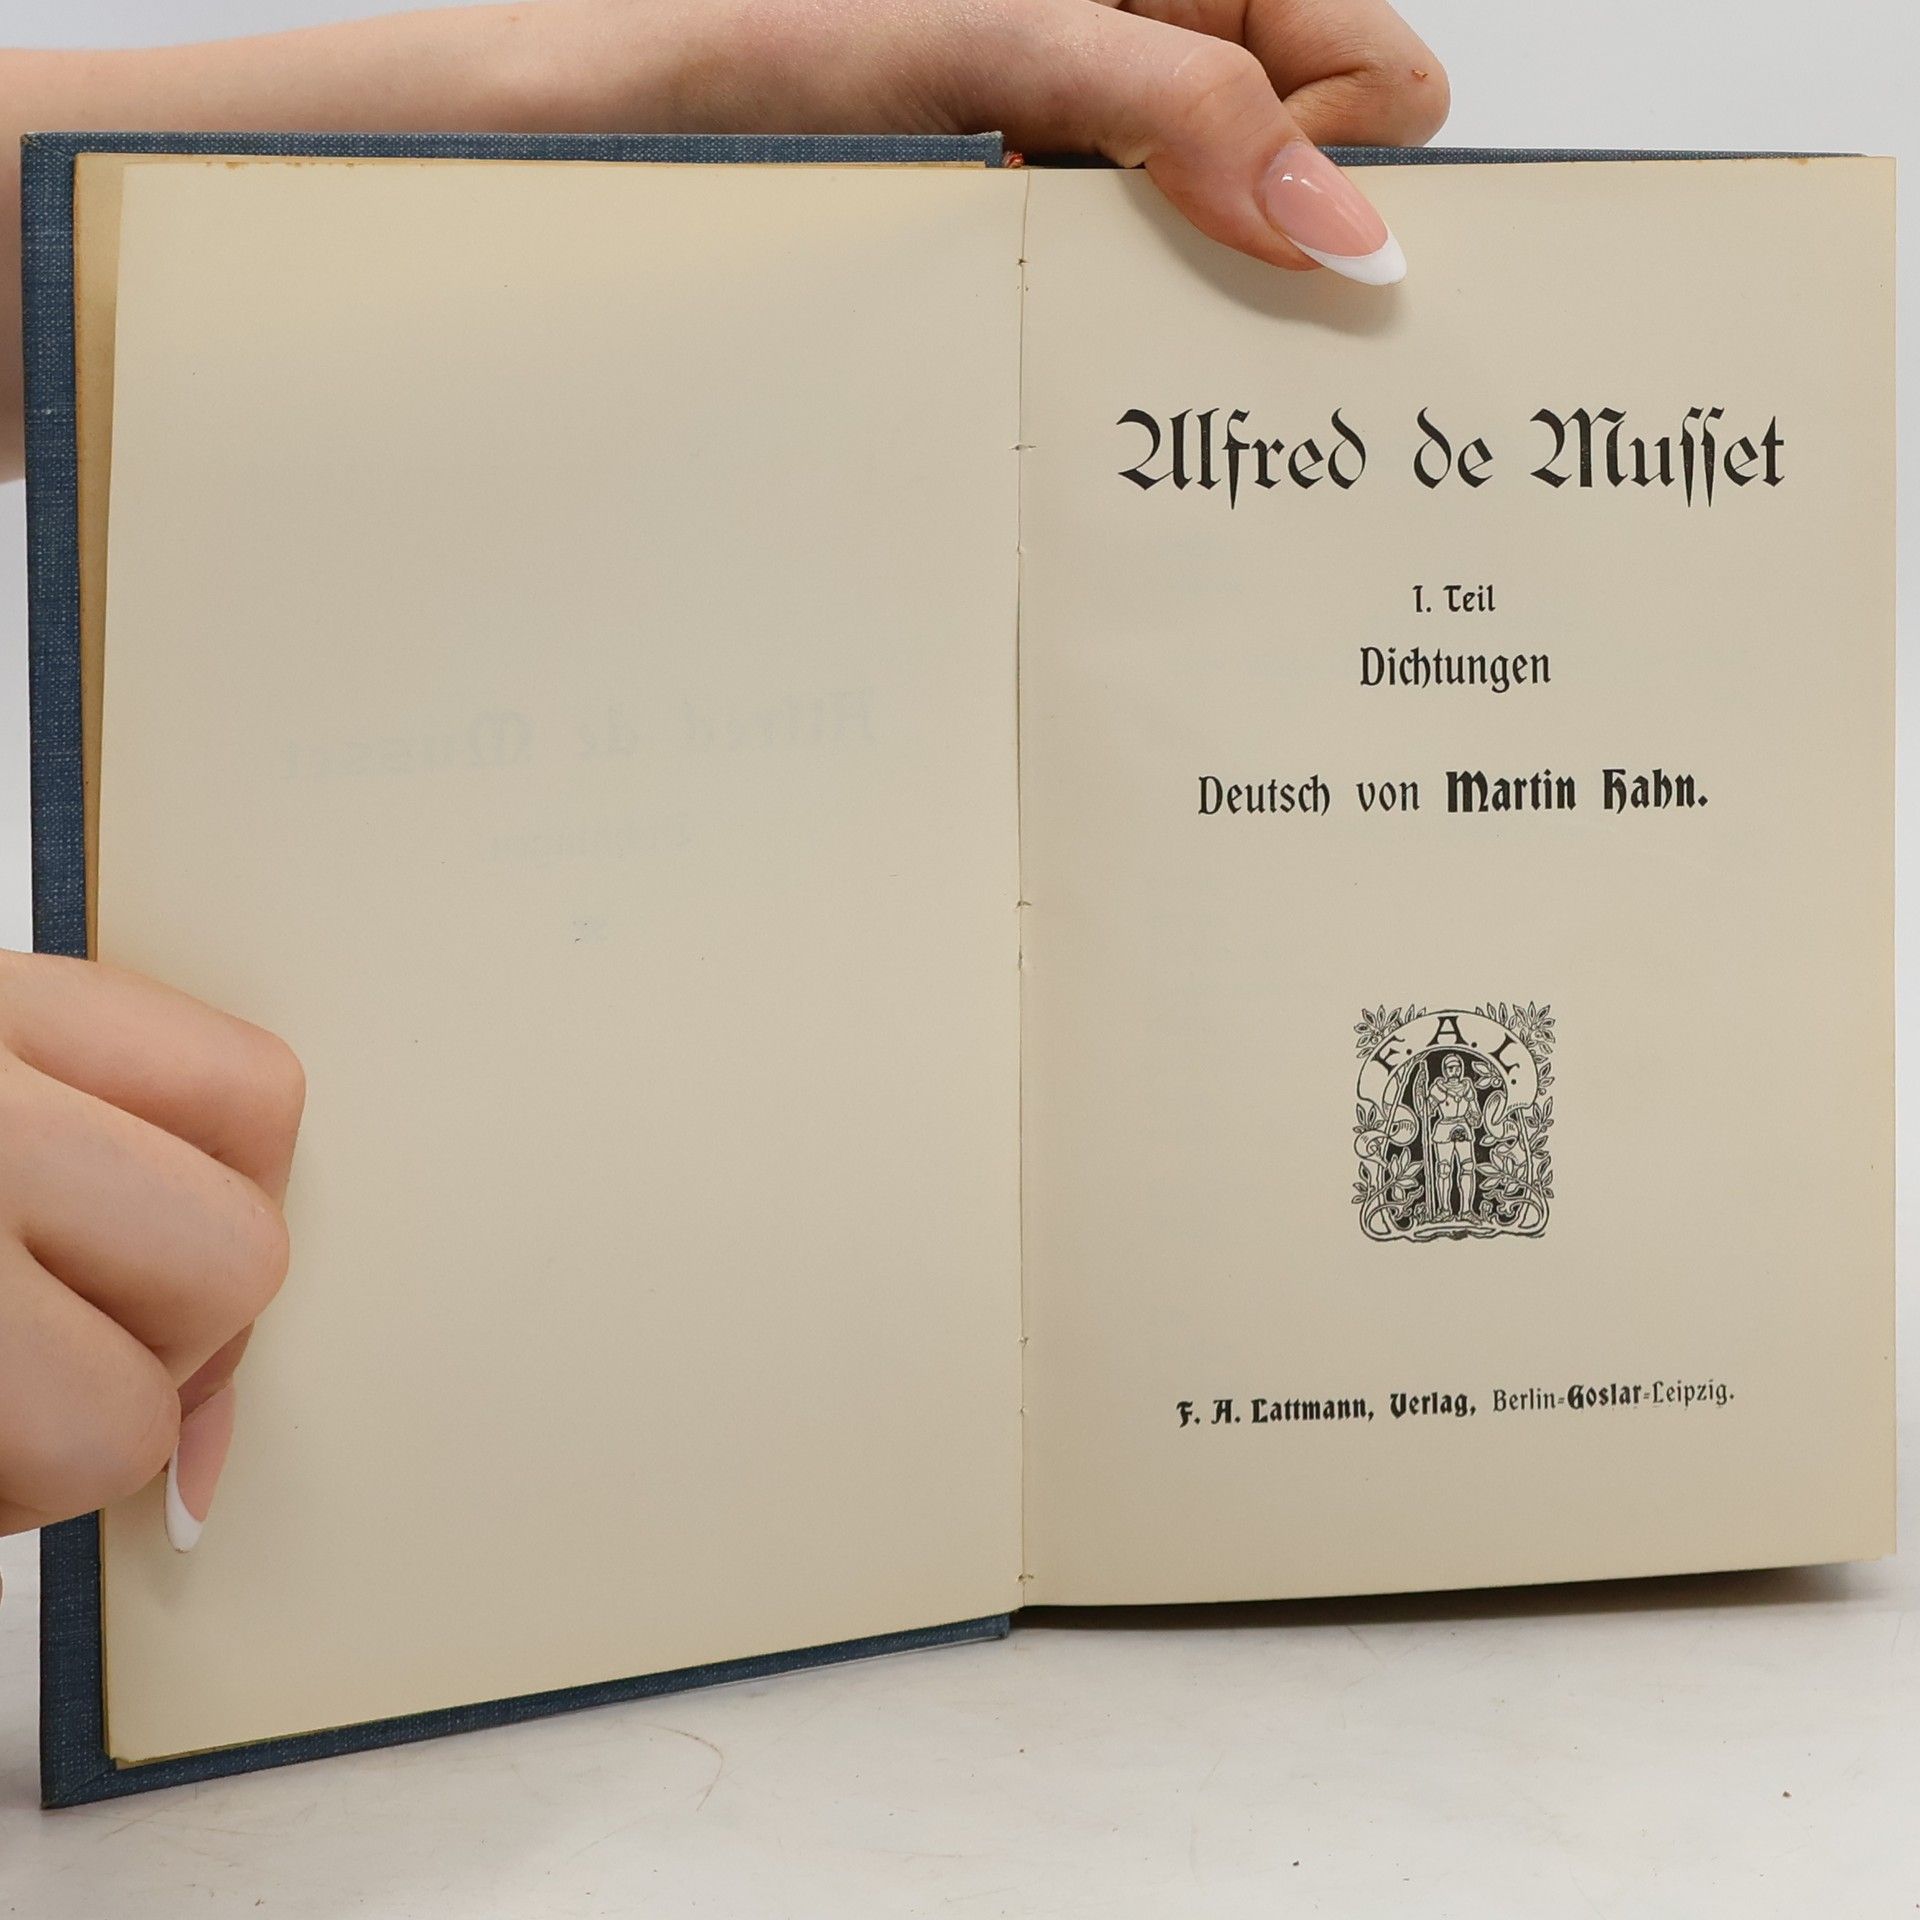 Alfred de Musset
I. Teil
Dichtungen
Deutsch von Martin Hahn.
F. A. L.
F. A. Lattmann, Verlag, Berlin=Goslar=Leipzig.